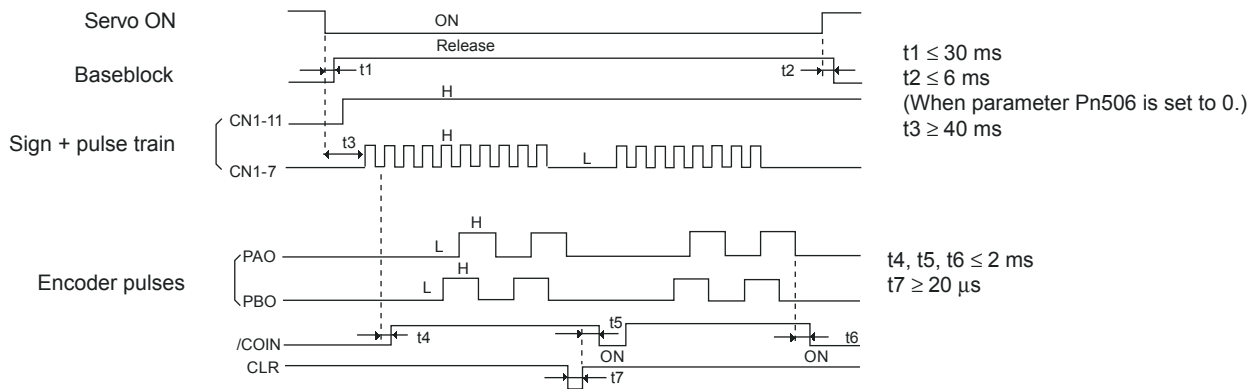 Servo ON
ON
Release
Baseblock
t1
t2
t1 ≤ 30 ms
t2 ≤ 6 ms
(When parameter Pn506 is set to 0.)
t3 ≥ 40 ms
H
CN1-11
Sign + pulse train
t3
H
L
CN1-7
H
PAO
L
H
Encoder pulses
L
PBO
t4, t5, t6 ≤ 2 ms
t7 ≥ 20 μs
t5
/COIN
t4
t6
ON
ON
CLR
t7